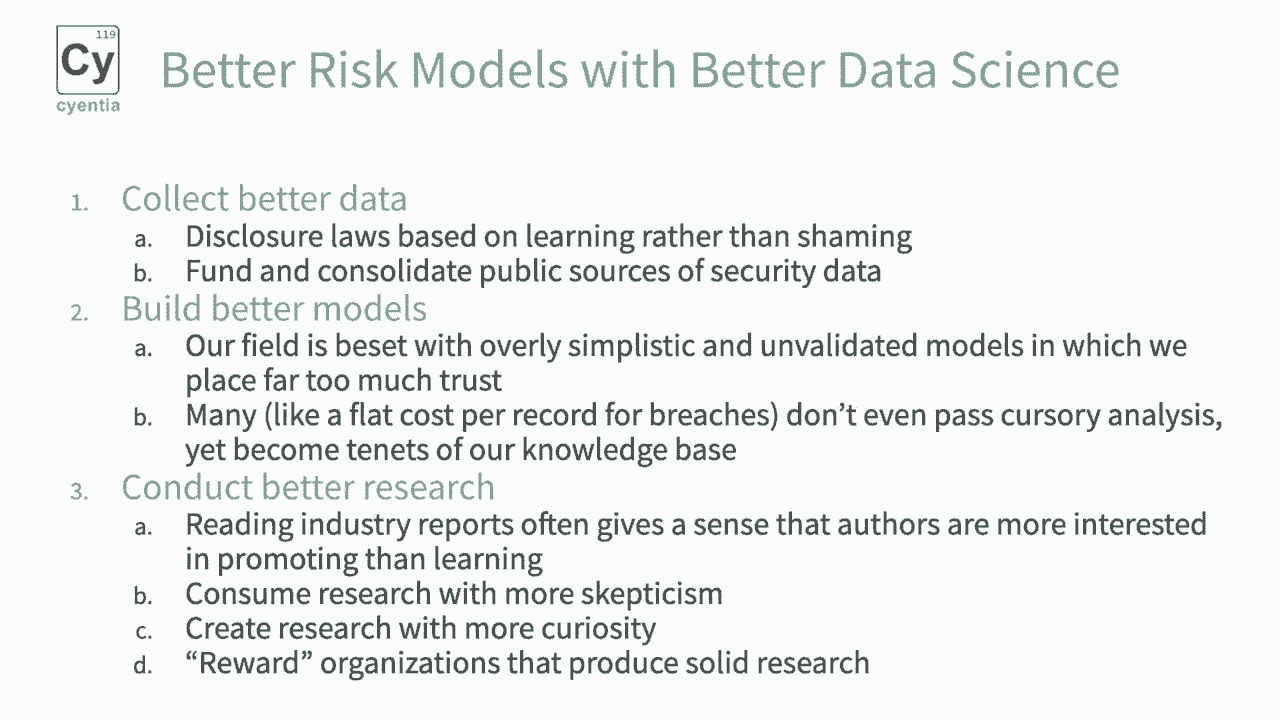 119
Cy
cyentia
Better Risk Models with Better Data Science
1. Collect better data
a. Disclosure laws based on learning rather than shaming
b. Fund and consolidate public sources of security data
2. Build better models
a. Our field is beset with overly simplistic and unvalidated models in which we
place far too much trust
b. Many (like a flat cost per record for breaches) don’t even pass cursory analysis,
yet become tenets of our knowledge base
3. Conduct better research
a. Reading industry reports often gives a sense that authors are more interested
in promoting than learning
b. Consume research with more skepticism
c. Create research with more curiosity
d. “Reward” organizations that produce solid research